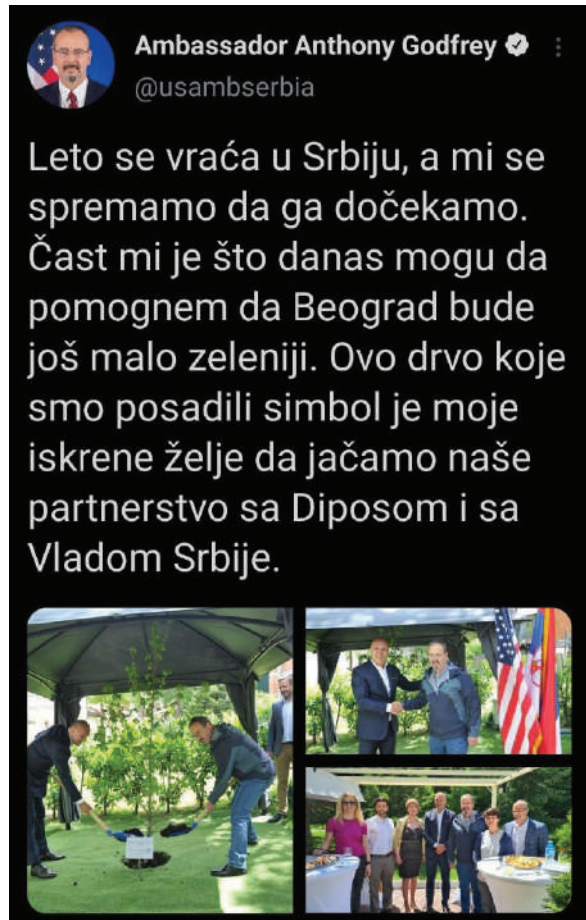 Ambassador Anthony Godfrey
@usambserbia
Leto se vraća u Srbiju, a mi se
spremamo da ga dočekamo.
Čast mi je što danas mogu da
pomognem da Beograd bude
još malo zeleniji. Ovo drvo koje
smo posadili simbol je moje
iskrene želje da jačamo naše
partnerstvo sa Diposom i sa
Vladom Srbije.